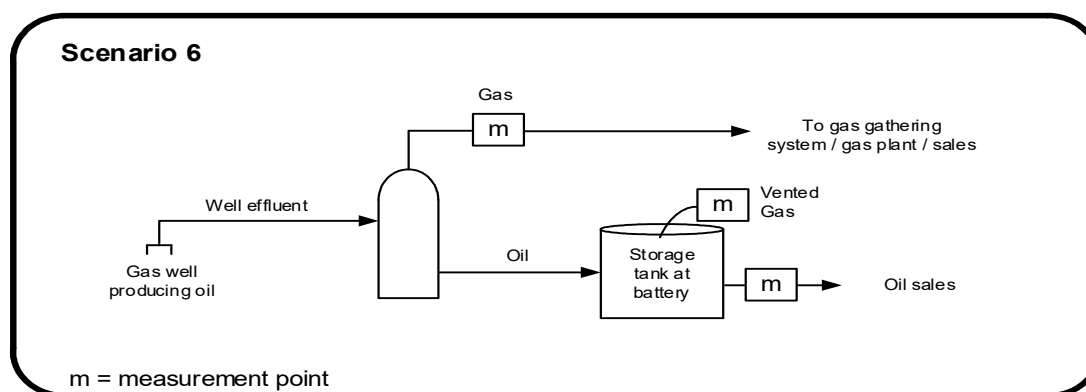 Scenario 6
Gas
m
To gas gathering
system / gas plant / sales
Well effluent
m
Vented
Gas
Gas well
producing oil
Oil
Storage
tank at
battery
m
Oil sales
m = measurement point